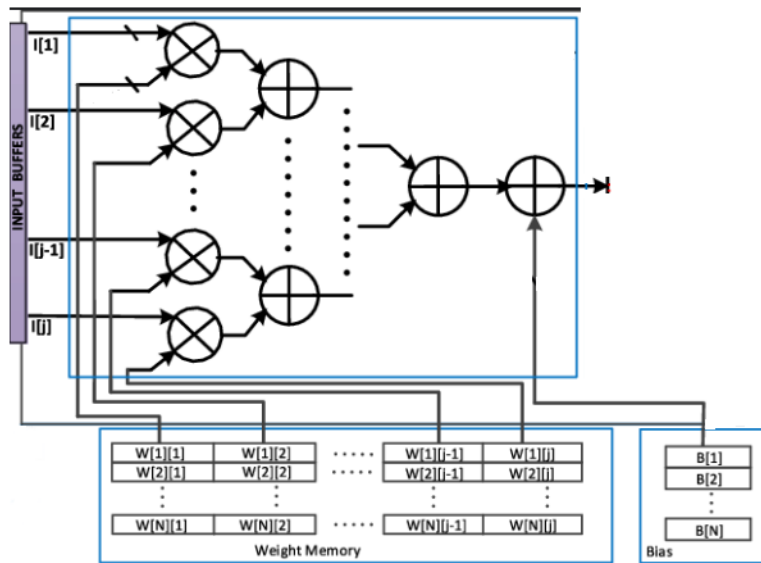 INPUT BUFFERS
I[1]
I[2]
I[j-1]
I[j]
W[1][1] W[1][2] ..... W[1][j-1] W[1][j]
W[2][1] W[2][2] ..... W[2][j-1] W[2][j]
W[N][1] W[N][2] ..... W[N][j-1] W[N][j]
Weight Memory
B[1]
B[2]
B[N]
Bias